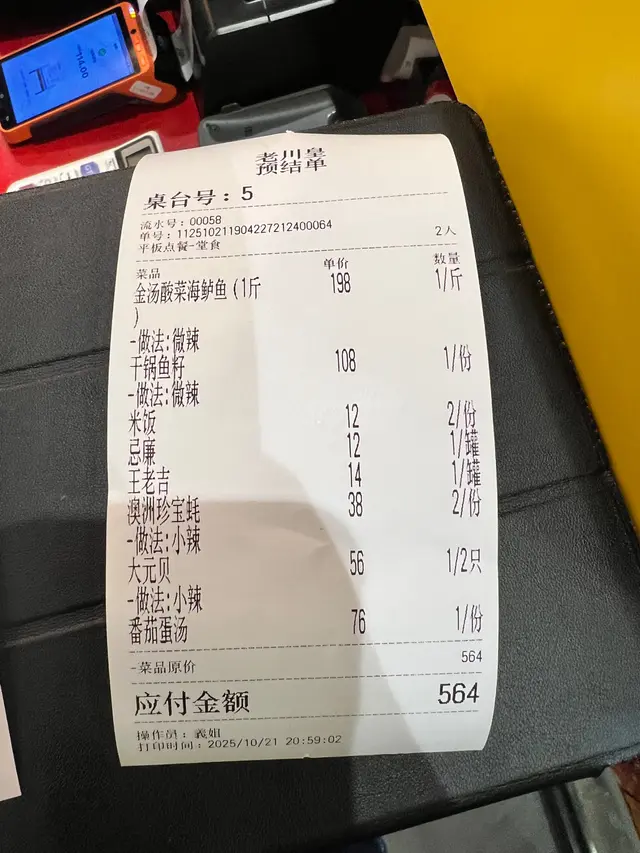 114.00
老川皇
预结单
桌台号：5
流水号：00058
单号：112510211904227212400064 2人
平板点餐-堂食
菜品 单价 数量
金汤酸菜海鲈鱼(1斤 198 1/斤
)
-做法:微辣
干锅鱼籽 108 1/份
-做法:微辣
米饭 12 2/份
忌廉 12 1/罐
王老吉 14 1/罐
澳洲珍宝蚝 38 2/份
-做法:小辣
大元贝 56 1/2只
-做法:小辣
番茄蛋汤 76 1/份
564
-菜品原价
应付金额 564
操作员：義姐
打印时间：2025/10/21 20:59:02